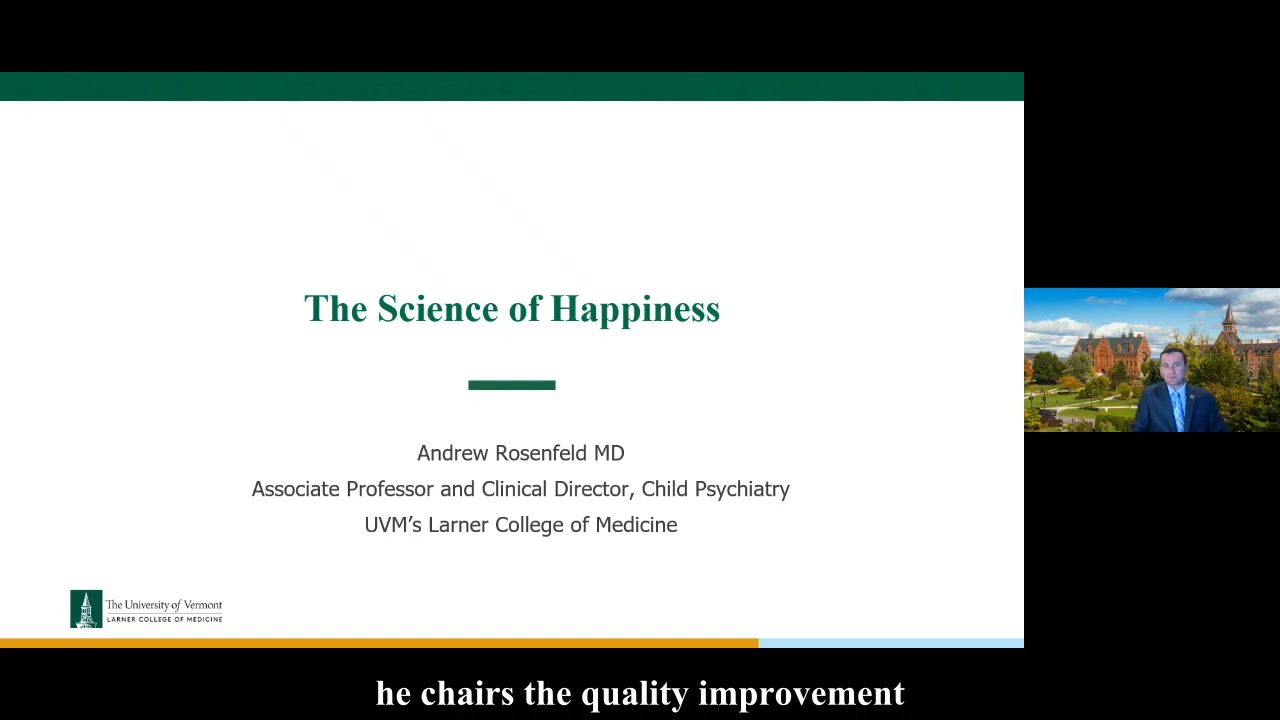 The Science of Happiness
Andrew Rosenfeld MD
Associate Professor and Clinical Director, Child Psychiatry
UVM’s Larner College of Medicine
The University of Vermont
LARNER COLLEGE OF MEDICINE
he chairs the quality improvement